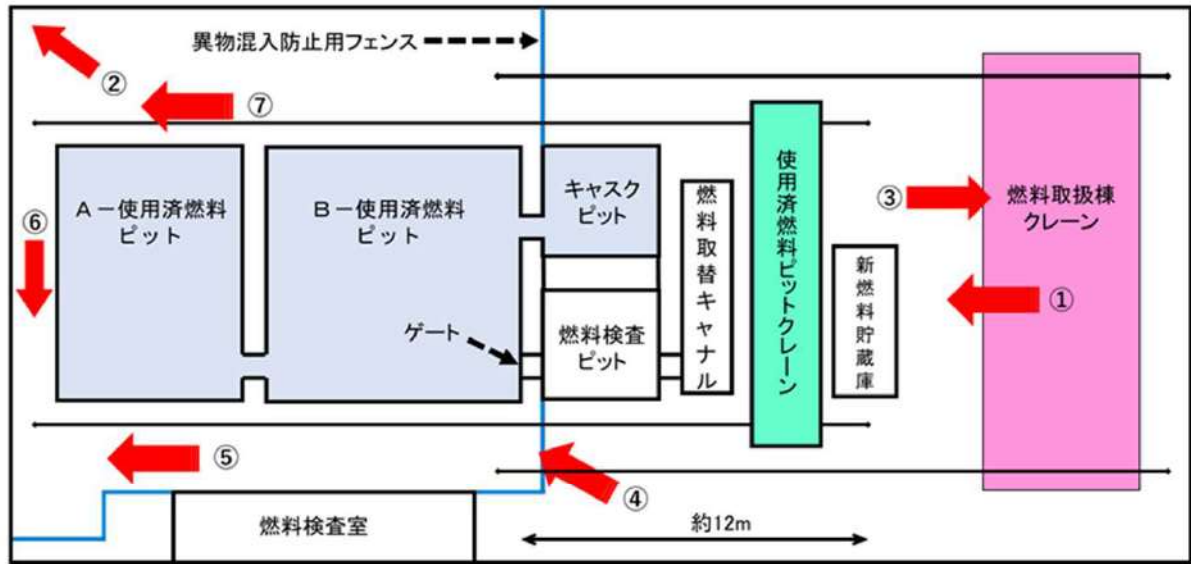 異物混入防止用フェンス
②
⑦
⑥
A-使用済燃料
ピット
B-使用済燃料
ピット
キャスク
ピット
燃料取替キャナル
使用済燃料ピットクレーン
③
燃料取扱棟
クレーン
新燃料貯蔵庫
①
ゲート
燃料検査
ピット
⑤
④
燃料検査室
約12m